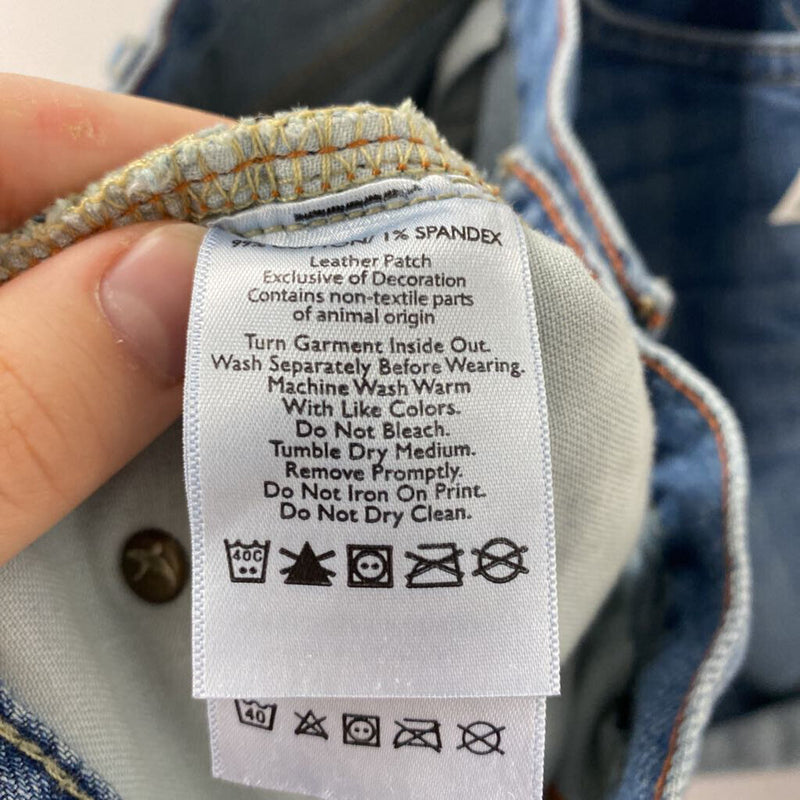 1% SPANDEX
Leather Patch
Exclusive of Decoration
Contains non-textile parts
of animal origin
Turn Garment Inside Out.
Wash Separately Before Wearing.
Machine Wash Warm
With Like Colors.
Do Not Bleach.
Tumble Dry Medium.
Remove Promptly.
Do Not Iron On Print.
Do Not Dry Clean.
40C
40